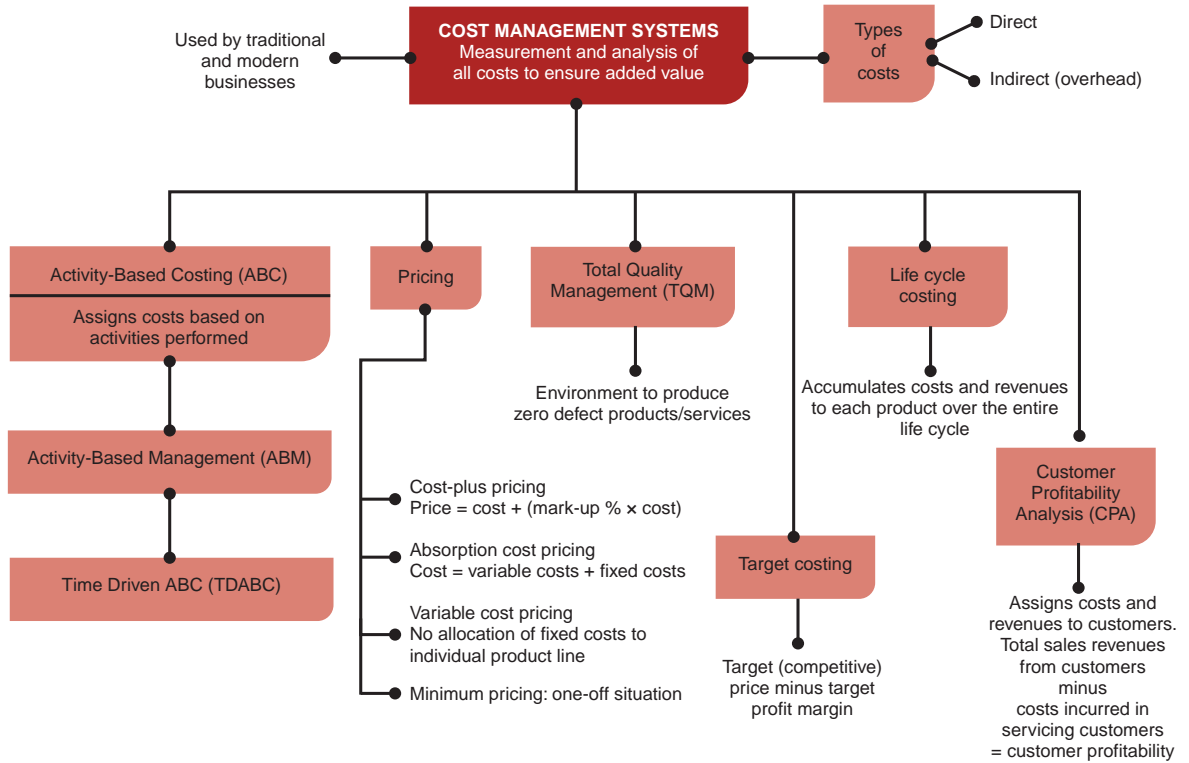 Used by traditional
and modern
businesses
COST MANAGEMENT SYSTEMS
Measurement and analysis of
all costs to ensure added value
Types
of
costs
Direct
Indirect (overhead)
Activity-Based Costing (ABC)
Assigns costs based on
activities performed
Activity-Based Management (ABM)
Time Driven ABC (TDABC)
Pricing
Cost-plus pricing
Price = cost + (mark-up % × cost)
Absorption cost pricing
Cost = variable costs + fixed costs
Variable cost pricing
No allocation of fixed costs to
individual product line
Minimum pricing: one-off situation
Total Quality
Management (TQM)
Environment to produce
zero defect products/services
Target costing
Target (competitive)
price minus target
profit margin
Life cycle
costing
Accumulates costs and revenues
to each product over the entire
life cycle
Customer
Profitability
Analysis (CPA)
Assigns costs and
revenues to customers.
Total sales revenues
from customers
minus
costs incurred in
servicing customers
= customer profitability